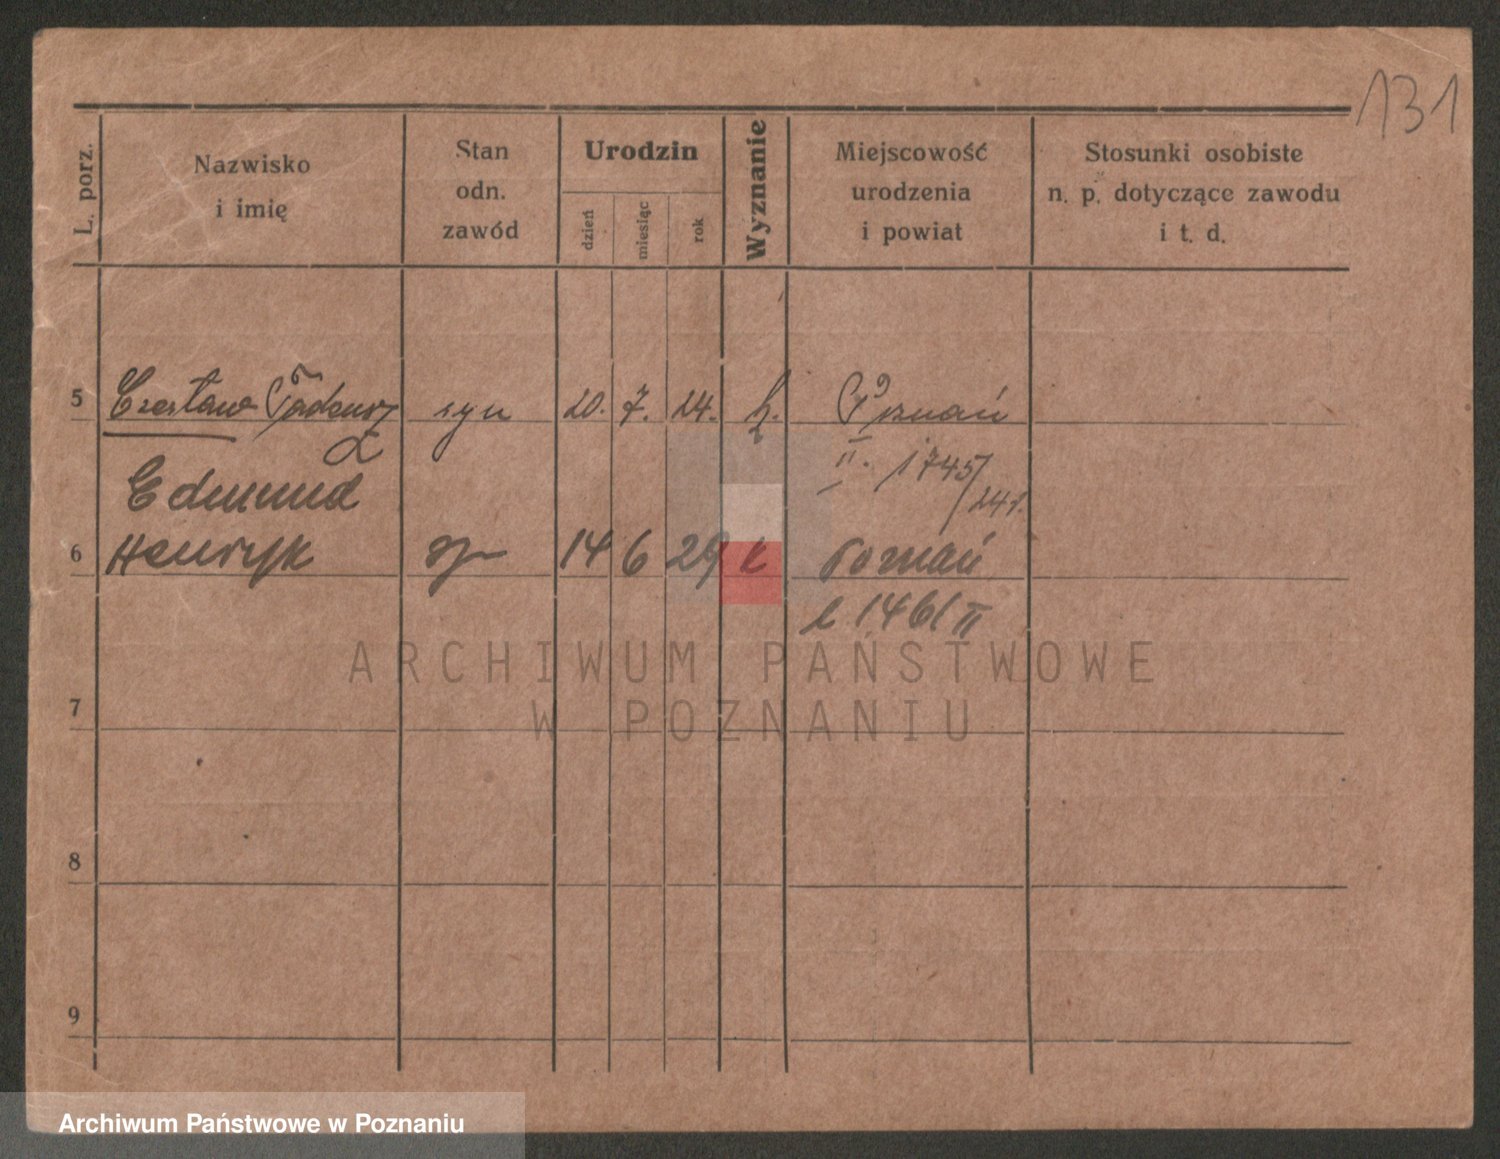 131
L. porz.
Nazwisko
i imię
Stan
odn.
zawód
Urodzin
dzień
miesiąc
rok
Wyznanie
Miejscowość
urodzenia
i powiat
Stosunki osobiste
n. p. dotyczące zawodu
i t. d.
5 Czesław Tadeusz syn 20. 7. 24. k. Poznań
II. 1745/241.
Edmund
6 Henryk 14 6 29 k Poznań
1461 II
ARCHIWUM PAŃSTWOWE
7
W POZNANIU
8
9
Archiwum Państwowe w Poznaniu